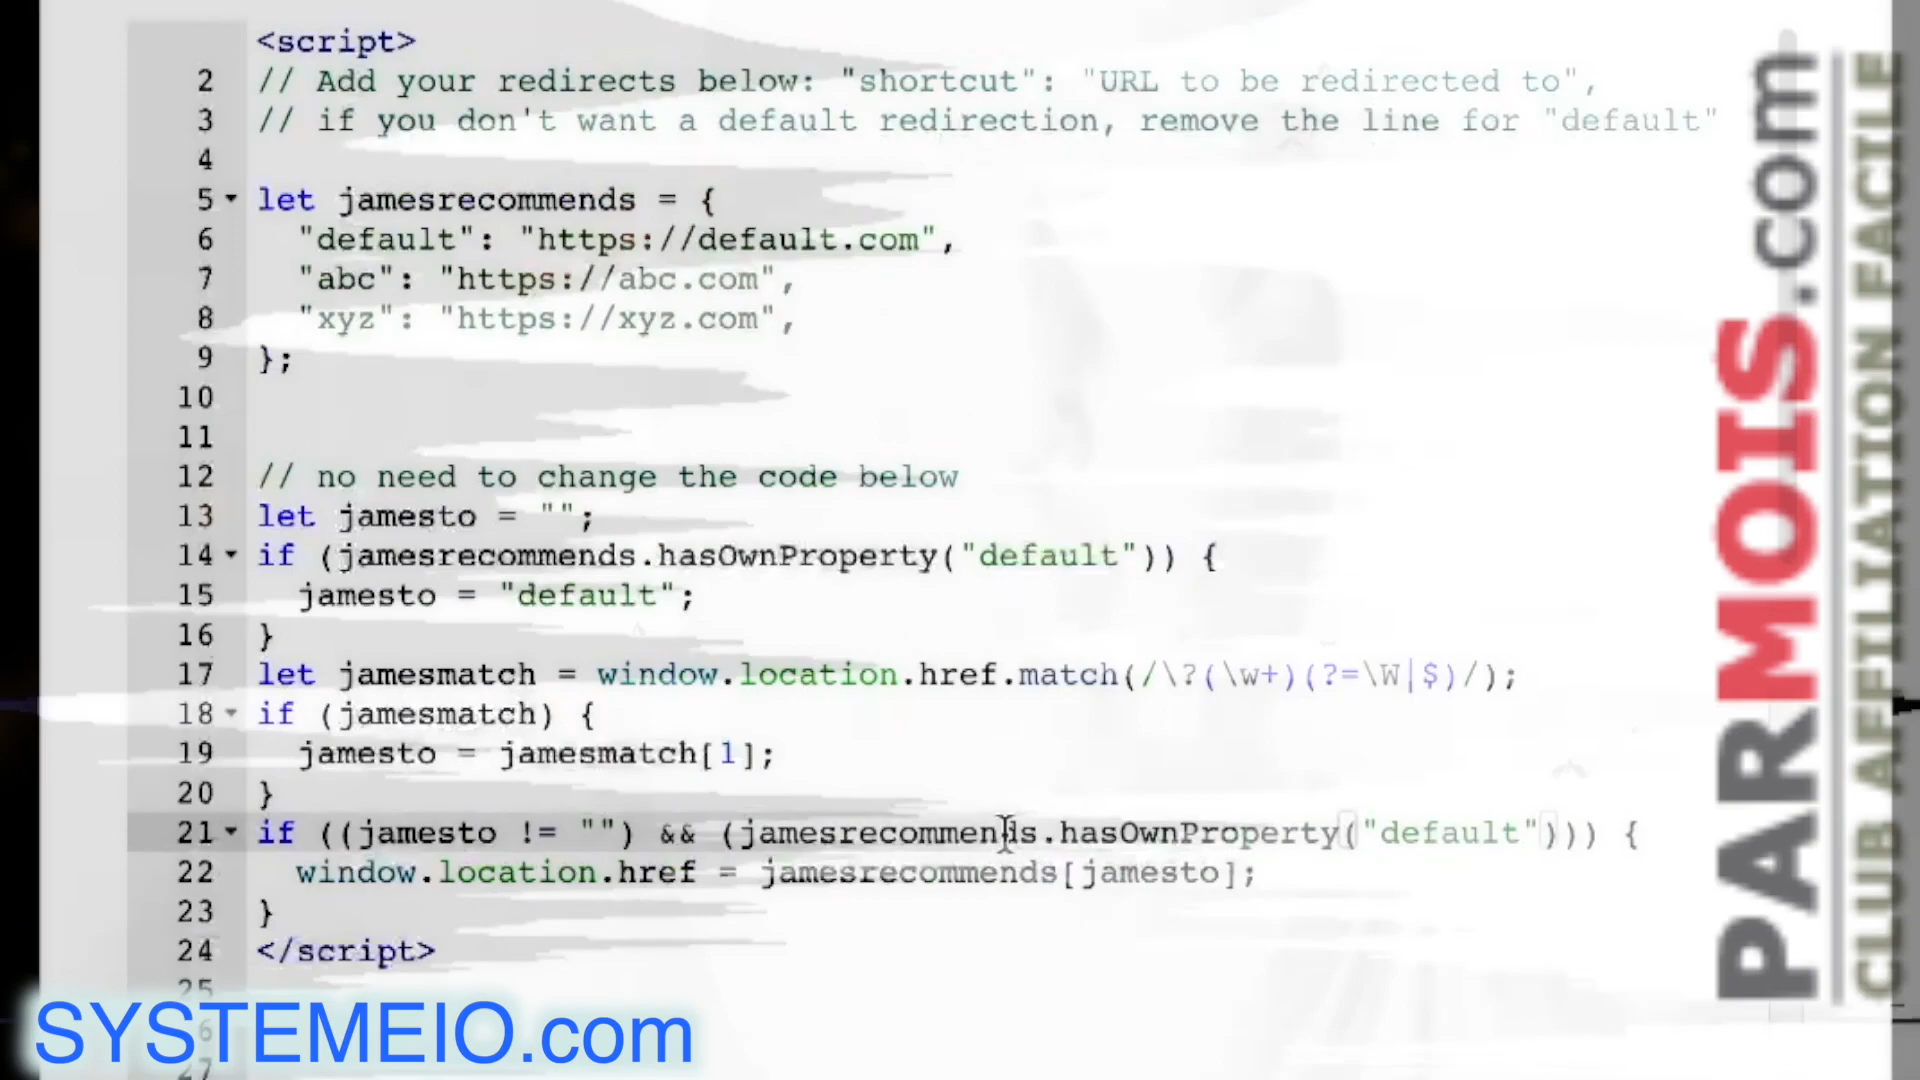 <script>
2 // Add your redirects below: "shortcut": "URL to be redirected to",
3 // if you don't want a default redirection, remove the line for "default"
4
5 let jamesrecommends = {
6 "default": "https://default.com",
7 "abc": "https://abc.com",
8 "xyz": "https://xyz.com",
9 };
10
11
12 // no need to change the code below
13 let jamesto = "";
14 if (jamesrecommends.hasOwnProperty("default")) {
15 jamesto = "default";
16 }
17 let jamesmatch = window.location.href.match(/\?(\w+)(?=\W|$)/);
18 if (jamesmatch) {
19 jamesto = jamesmatch[1];
20 }
21 if ((jamesto != "") && (jamesrecommends.hasOwnProperty("default"))) {
22 window.location.href = jamesrecommends[jamesto];
23 }
24 </script>
25
6
27
SYSTEMEIO.com
PARMOIS.com
CLUB AFFILIATION FACILE